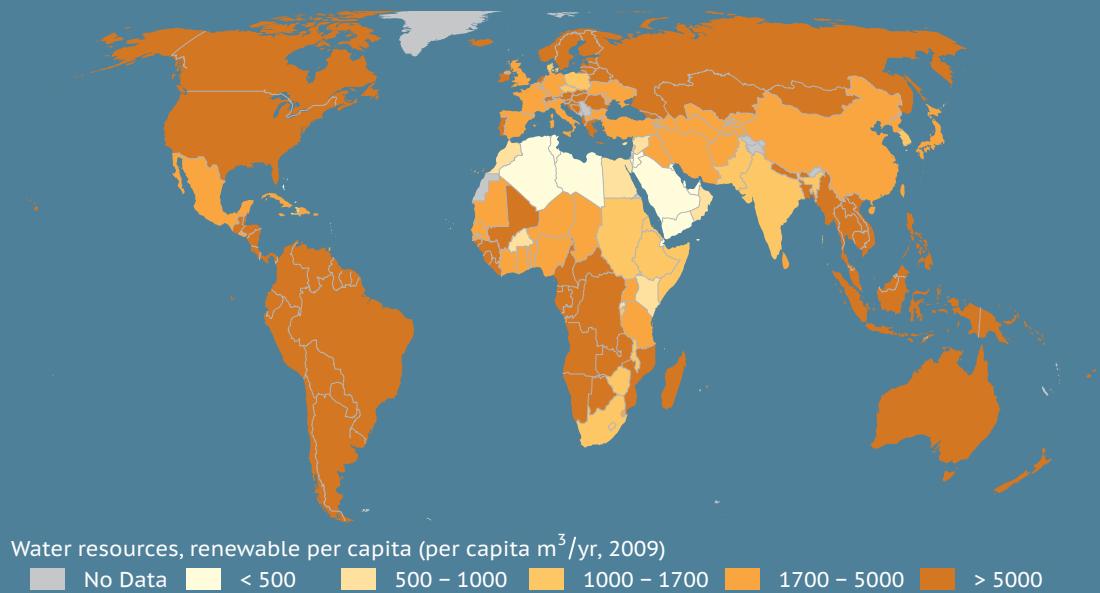 Water resources, renewable per capita (per capita m³/yr, 2009)
No Data < 500 500 – 1000 1000 – 1700 1700 – 5000 > 5000